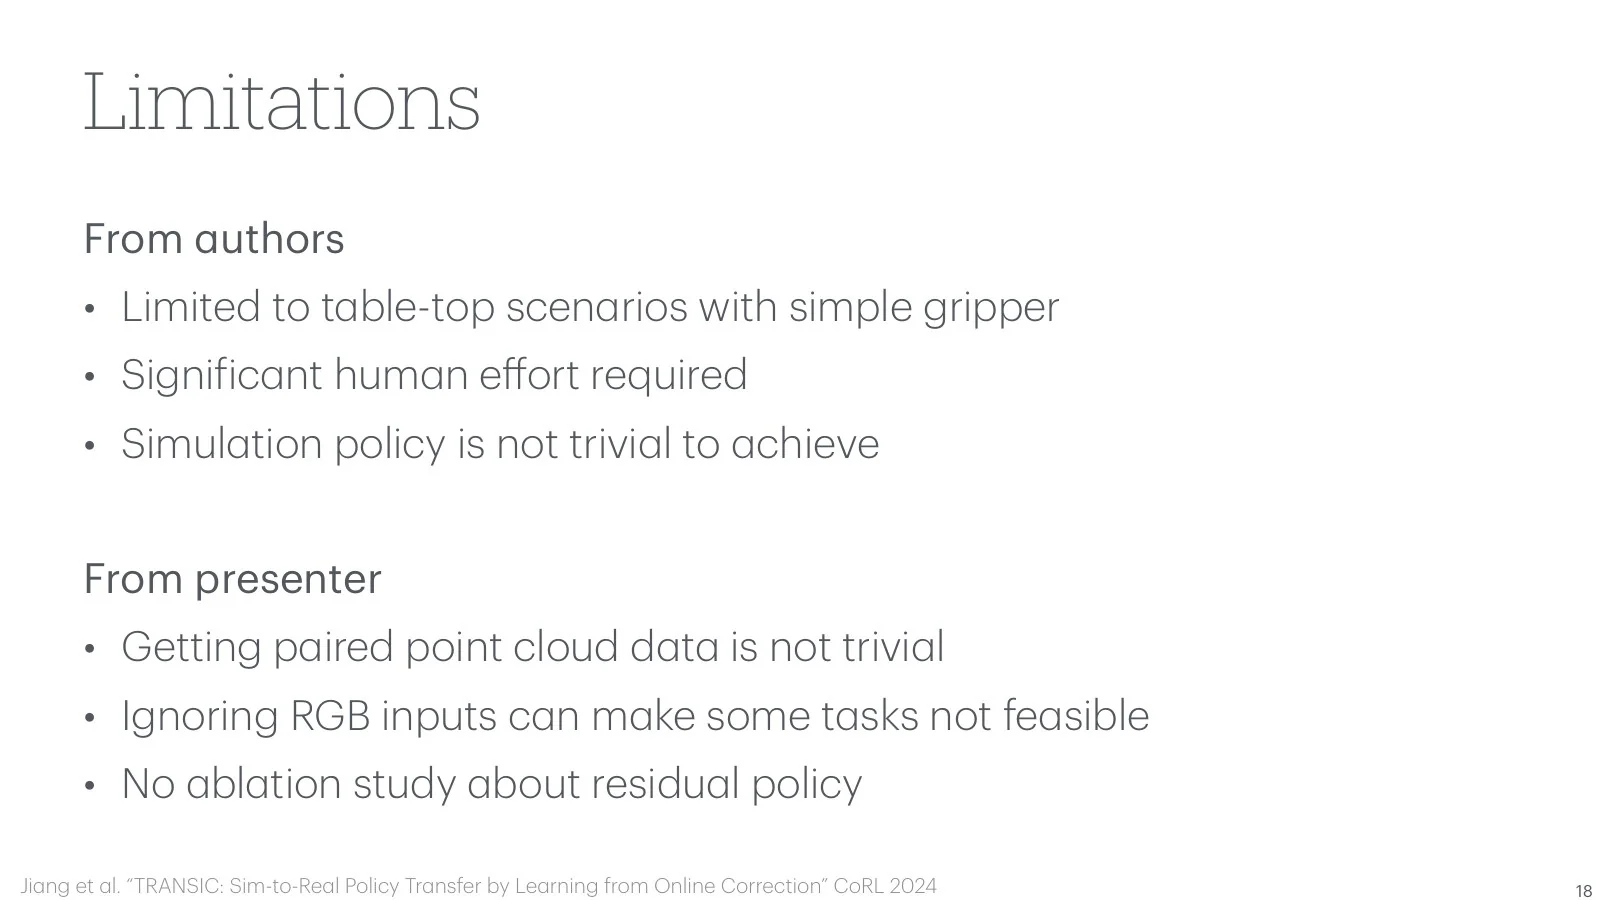 Limitations
From authors
• Limited to table-top scenarios with simple gripper
• Significant human effort required
• Simulation policy is not trivial to achieve
From presenter
• Getting paired point cloud data is not trivial
• Ignoring RGB inputs can make some tasks not feasible
• No ablation study about residual policy
Jiang et al. “TRANSIC: Sim-to-Real Policy Transfer by Learning from Online Correction” CoRL 2024
18